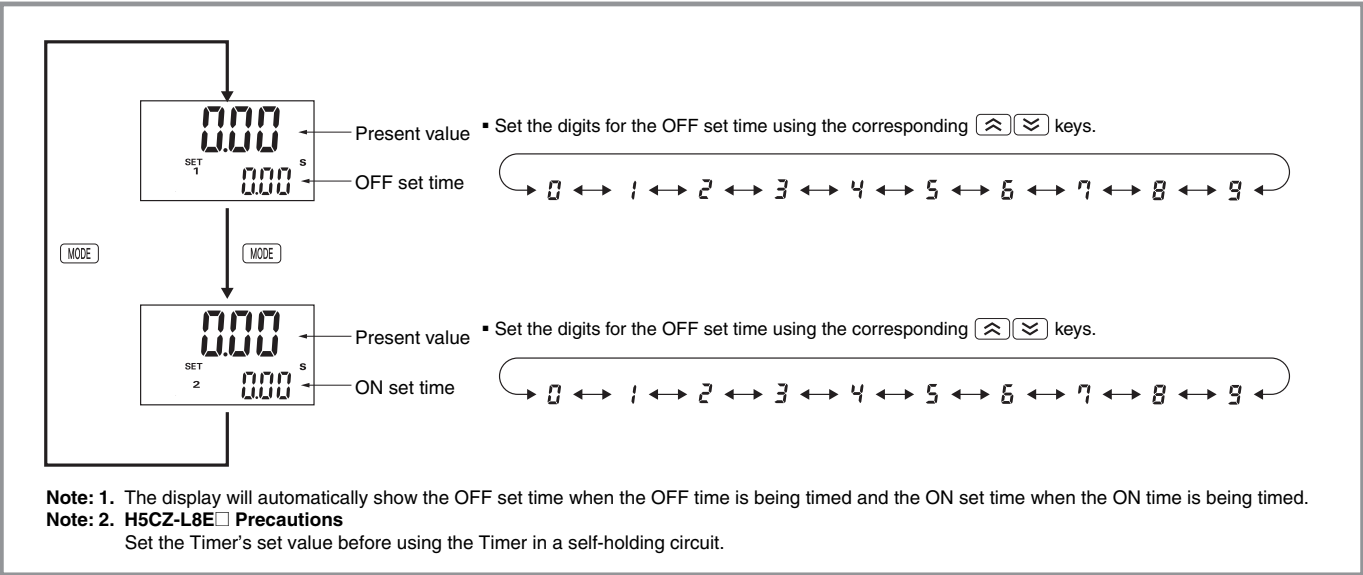 0.00
Present value
▪ Set the digits for the OFF set time using the corresponding keys.
SET
1
s
0.00
OFF set time
0 1 2 3 4 5 6 7 8 9
MODE
MODE
0.00
Present value
▪ Set the digits for the OFF set time using the corresponding keys.
SET
2
s
0.00
ON set time
0 1 2 3 4 5 6 7 8 9
Note: 1. The display will automatically show the OFF set time when the OFF time is being timed and the ON set time when the ON time is being timed.
Note: 2. H5CZ-L8E□ Precautions
Set the Timer's set value before using the Timer in a self-holding circuit.